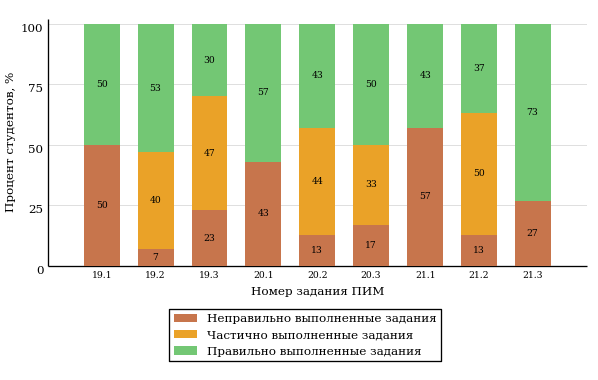 Процент студентов, %
100
75
50
25
0
50 53 30 57 43 50 43 37 73
40 47 44 33 50
50 7 23 43 13 17 57 13 27
19.1 19.2 19.3 20.1 20.2 20.3 21.1 21.2 21.3
Номер задания ПИМ
Неправильно выполненные задания
Частично выполненные задания
Правильно выполненные задания